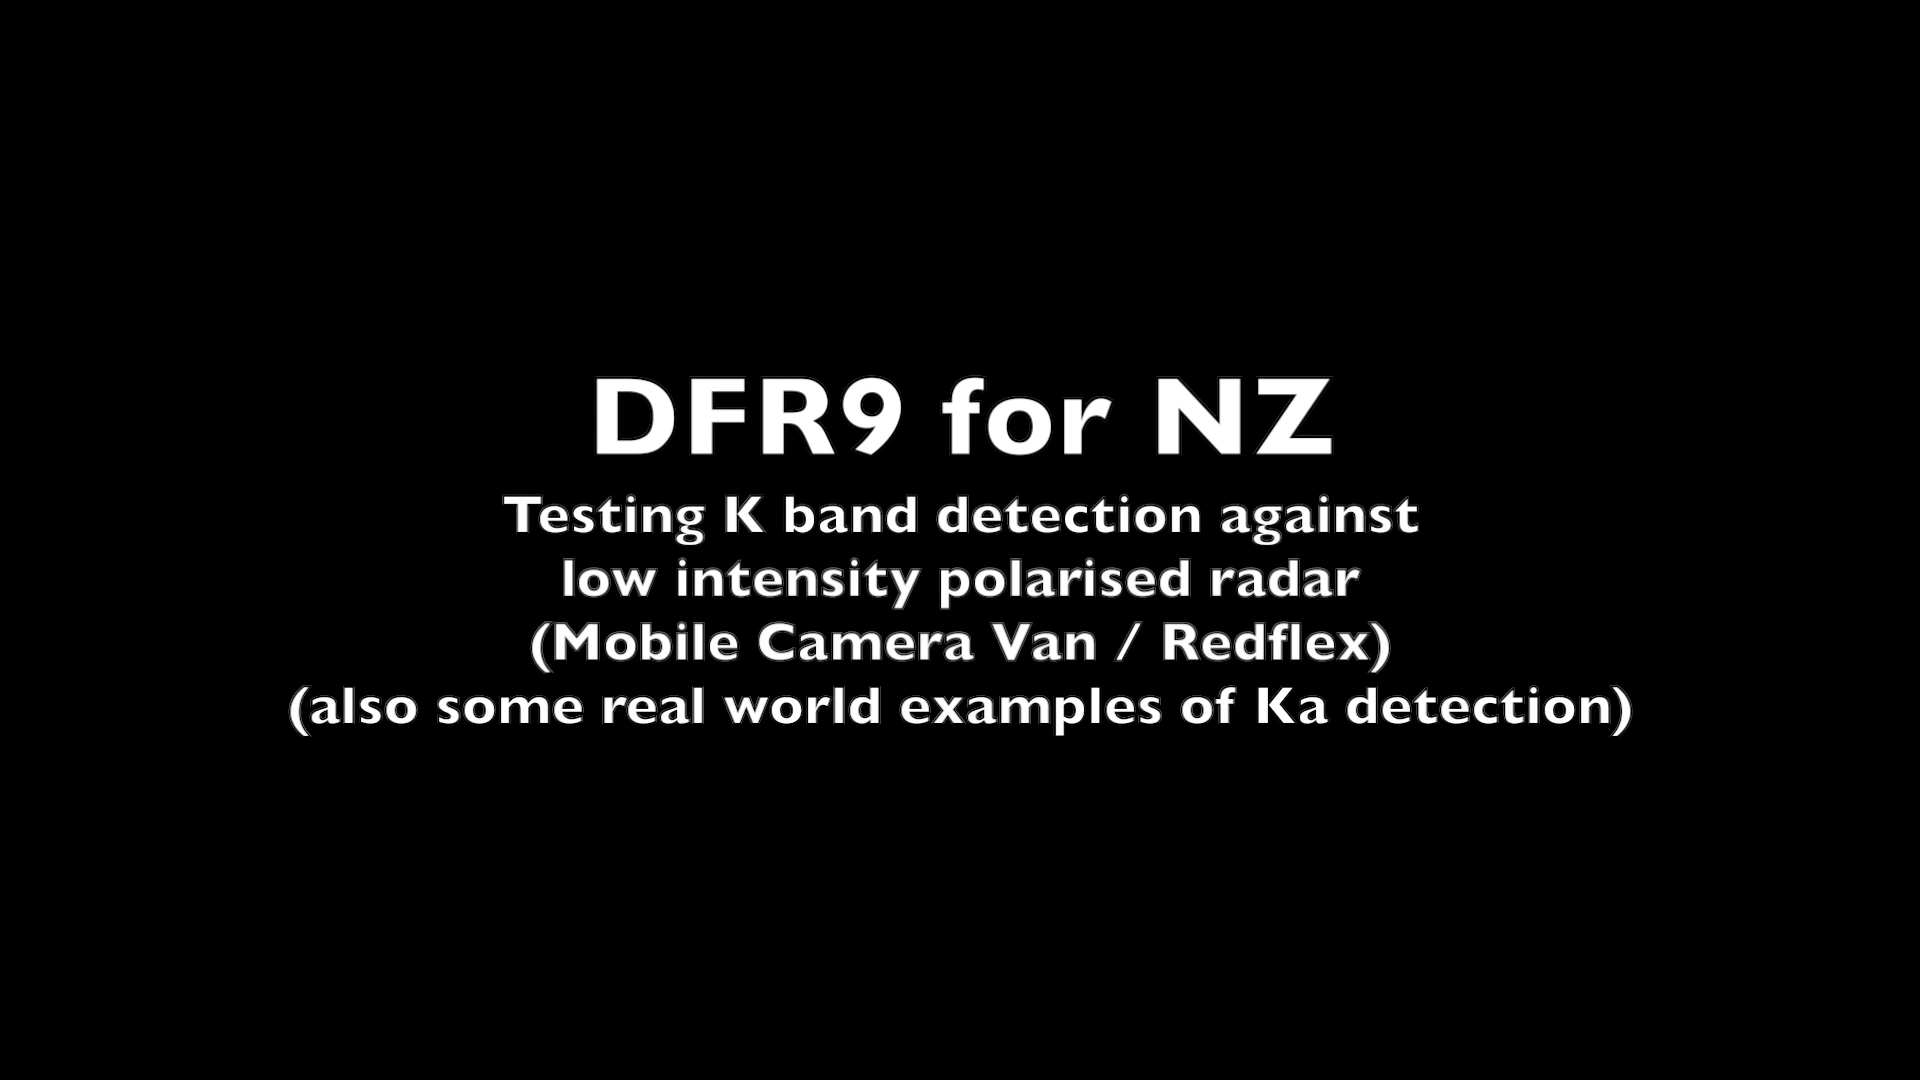 DFR9 for NZ
Testing K band detection against
low intensity polarised radar
(Mobile Camera Van / Redflex)
(also some real world examples of Ka detection)